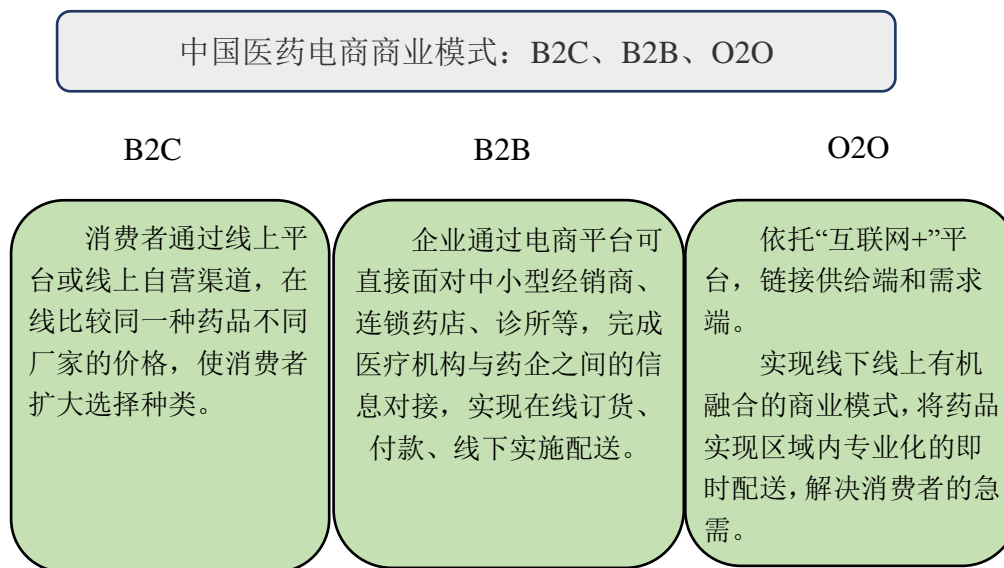 中国医药电商商业模式：B2C、B2B、O2O
B2C
B2B
O2O
消费者通过线上平
台或线上自营渠道，在
线比较同一种药品不同
厂家的价格，使消费者
扩大选择种类。
企业通过电商平台可
直接面对中小型经销商、
连锁药店、诊所等，完成
医疗机构与药企之间的信
息对接，实现在线订货、
付款、线下实施配送。
依托“互联网+”平
台，链接供给端和需求
端。
实现线下线上有机
融合的商业模式，将药品
实现区域内专业化的即
时配送，解决消费者的急
需。